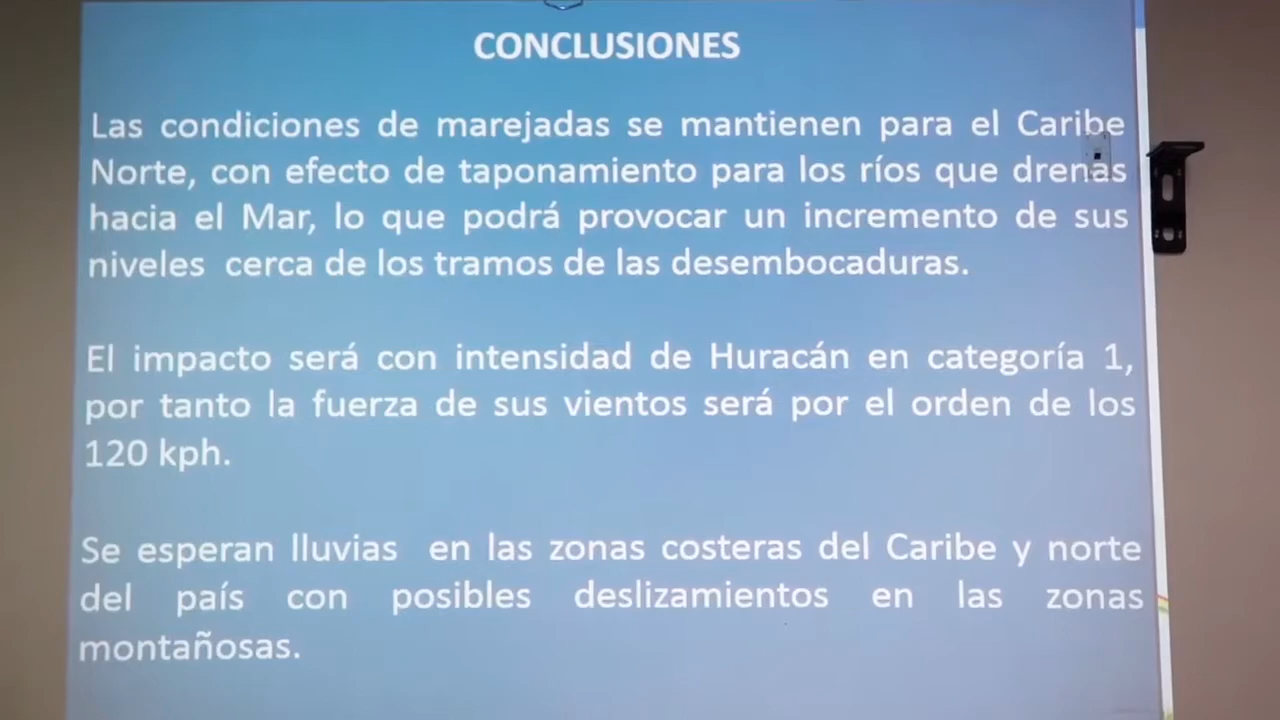 CONCLUSIONES
Las condiciones de marejadas se mantienen para el Caribe
Norte, con efecto de taponamiento para los ríos que drenas
hacia el Mar, lo que podrá provocar un incremento de sus
niveles cerca de los tramos de las desembocaduras.
El impacto será con intensidad de Huracán en categoría 1,
por tanto la fuerza de sus vientos será por el orden de los
120 kph.
Se esperan lluvias en las zonas costeras del Caribe y norte
del país con posibles deslizamientos en las zonas
montañosas.